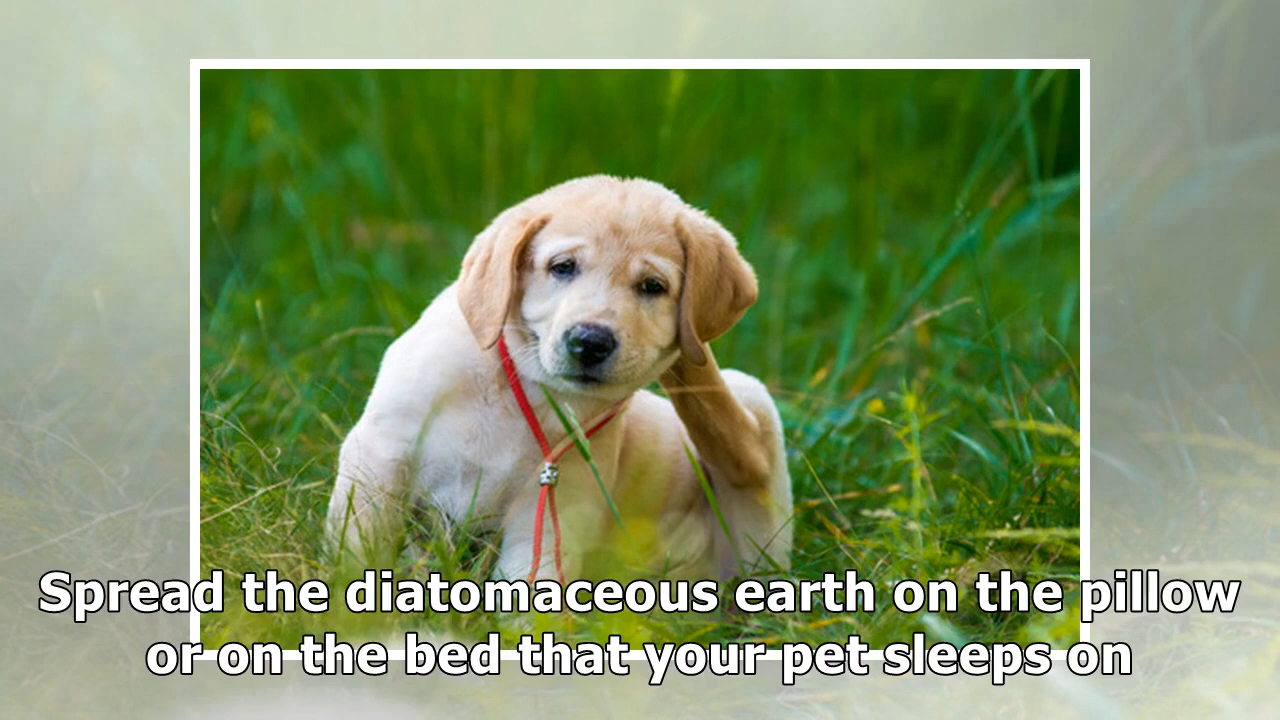 Spread the diatomaceous earth on the pillow
or on the bed that your pet sleeps on